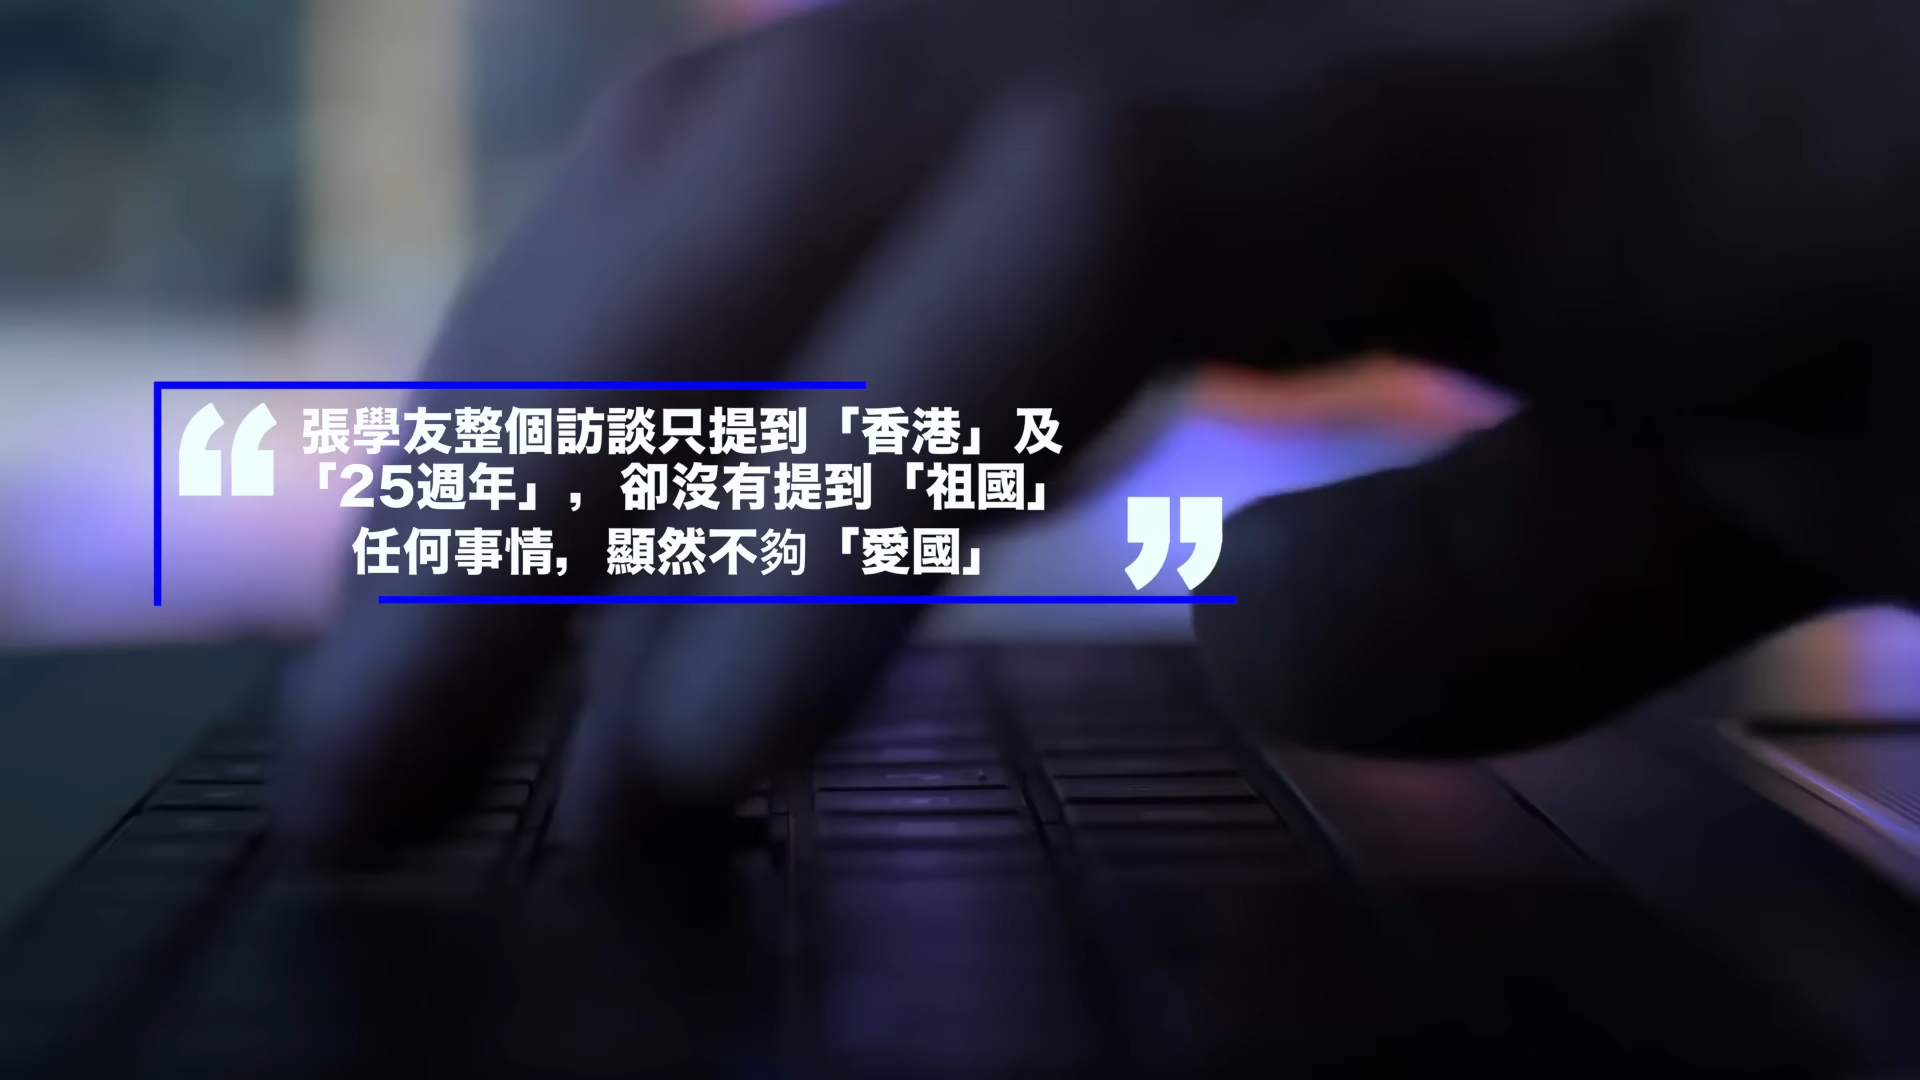 張學友整個訪談只提到「香港」及
「25週年」，卻沒有提到「祖國」
任何事情，顯然不夠「愛國」